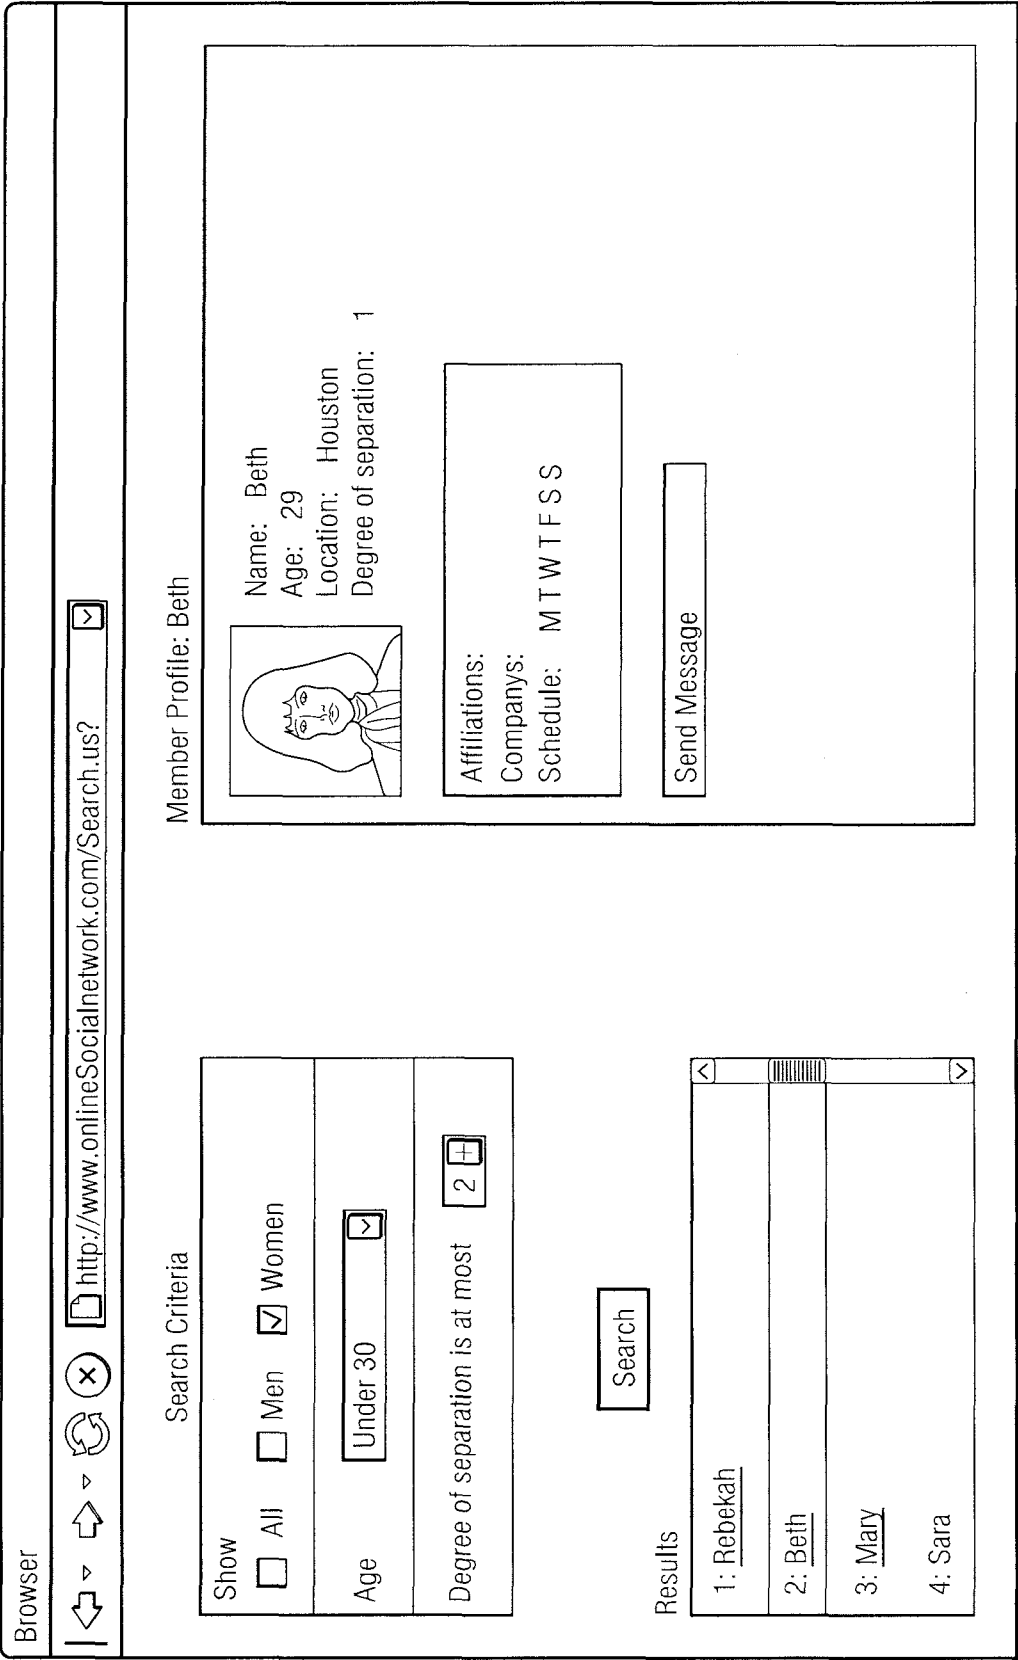 Browser
http://www.onlineSocialnetwork.com/Search.us?
Search Criteria
Show
All Men Women
Age Under 30
Degree of separation is at most 2
Search
Results
1: Rebekah
2: Beth
3: Mary
4: Sara
Member Profile: Beth
Name: Beth
Age: 29
Location: Houston
Degree of separation: 1
Affiliations:
Companys:
Schedule: M T W T F S S
Send Message